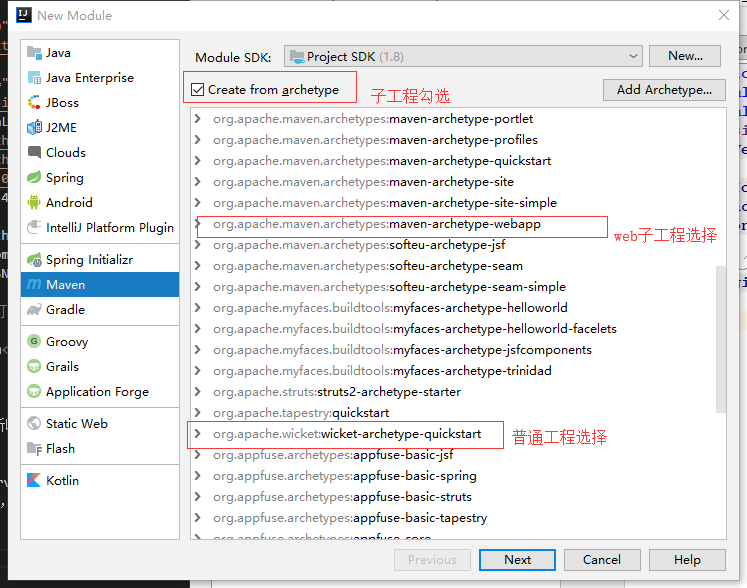 New Module
Java
Java Enterprise
JBoss
J2ME
Clouds
Spring
Android
IntelliJ Platform Plugin
Spring Initializr
Maven
Gradle
Groovy
Grails
Application Forge
Static Web
Flash
Kotlin
Module SDK:
Project SDK (1.8)
New...
Create from archetype
子工程勾选
Add Archetype...
org.apache.maven.archetypes:maven-archetype-portlet
org.apache.maven.archetypes:maven-archetype-profiles
org.apache.maven.archetypes:maven-archetype-quickstart
org.apache.maven.archetypes:maven-archetype-site
org.apache.maven.archetypes:maven-archetype-site-simple
org.apache.maven.archetypes:maven-archetype-webapp
web子工程选择
org.apache.maven.archetypes:softeu-archetype-jsf
org.apache.maven.archetypes:softeu-archetype-seam
org.apache.maven.archetypes:softeu-archetype-seam-simple
org.apache.myfaces.buildtools:myfaces-archetype-helloworld
org.apache.myfaces.buildtools:myfaces-archetype-helloworld-facelets
org.apache.myfaces.buildtools:myfaces-archetype-jsfcomponents
org.apache.myfaces.buildtools:myfaces-archetype-trinidad
org.apache.struts:struts2-archetype-starter
org.apache.tapestry:quickstart
org.apache.wicket:wicket-archetype-quickstart
普通工程选择
org.appfuse.archetypes:appfuse-basic-jsf
org.appfuse.archetypes:appfuse-basic-spring
org.appfuse.archetypes:appfuse-basic-struts
org.appfuse.archetypes:appfuse-basic-tapestry
org.appfuse.archetypes:appfuse-core
Previous
Next
Cancel
Help